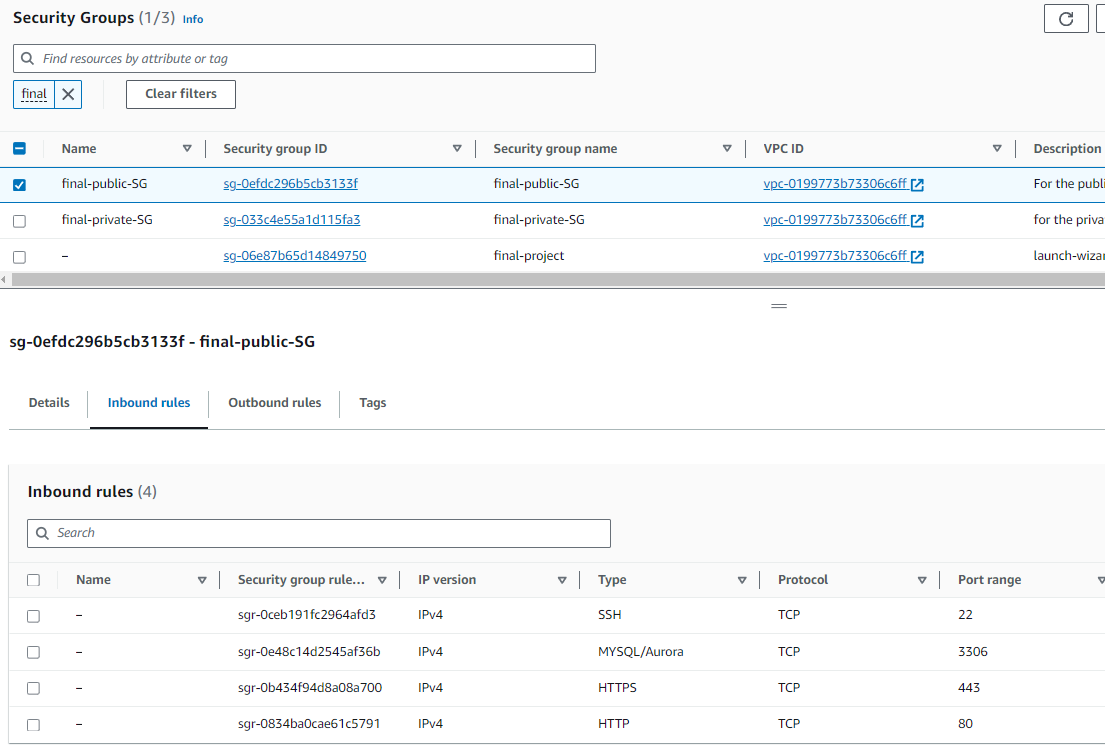 Security Groups (1/3) Info
Find resources by attribute or tag
final Clear filters
Name Security group ID Security group name VPC ID Description
final-public-SG sg-0efdc296b5cb3133f final-public-SG vpc-0199773b73306c6ff For the publi
final-private-SG sg-033c4e55a1d115fa3 final-private-SG vpc-0199773b73306c6ff for the priva
– sg-06e87b65d14849750 final-project vpc-0199773b73306c6ff launch-wizar
sg-0efdc296b5cb3133f - final-public-SG
Details Inbound rules Outbound rules Tags
Inbound rules (4)
Search
Name Security group rule... IP version Type Protocol Port range
– sgr-0ceb191fc2964afd3 IPv4 SSH TCP 22
– sgr-0e48c14d2545af36b IPv4 MYSQL/Aurora TCP 3306
– sgr-0b434f94d8a08a700 IPv4 HTTPS TCP 443
– sgr-0834ba0cae61c5791 IPv4 HTTP TCP 80